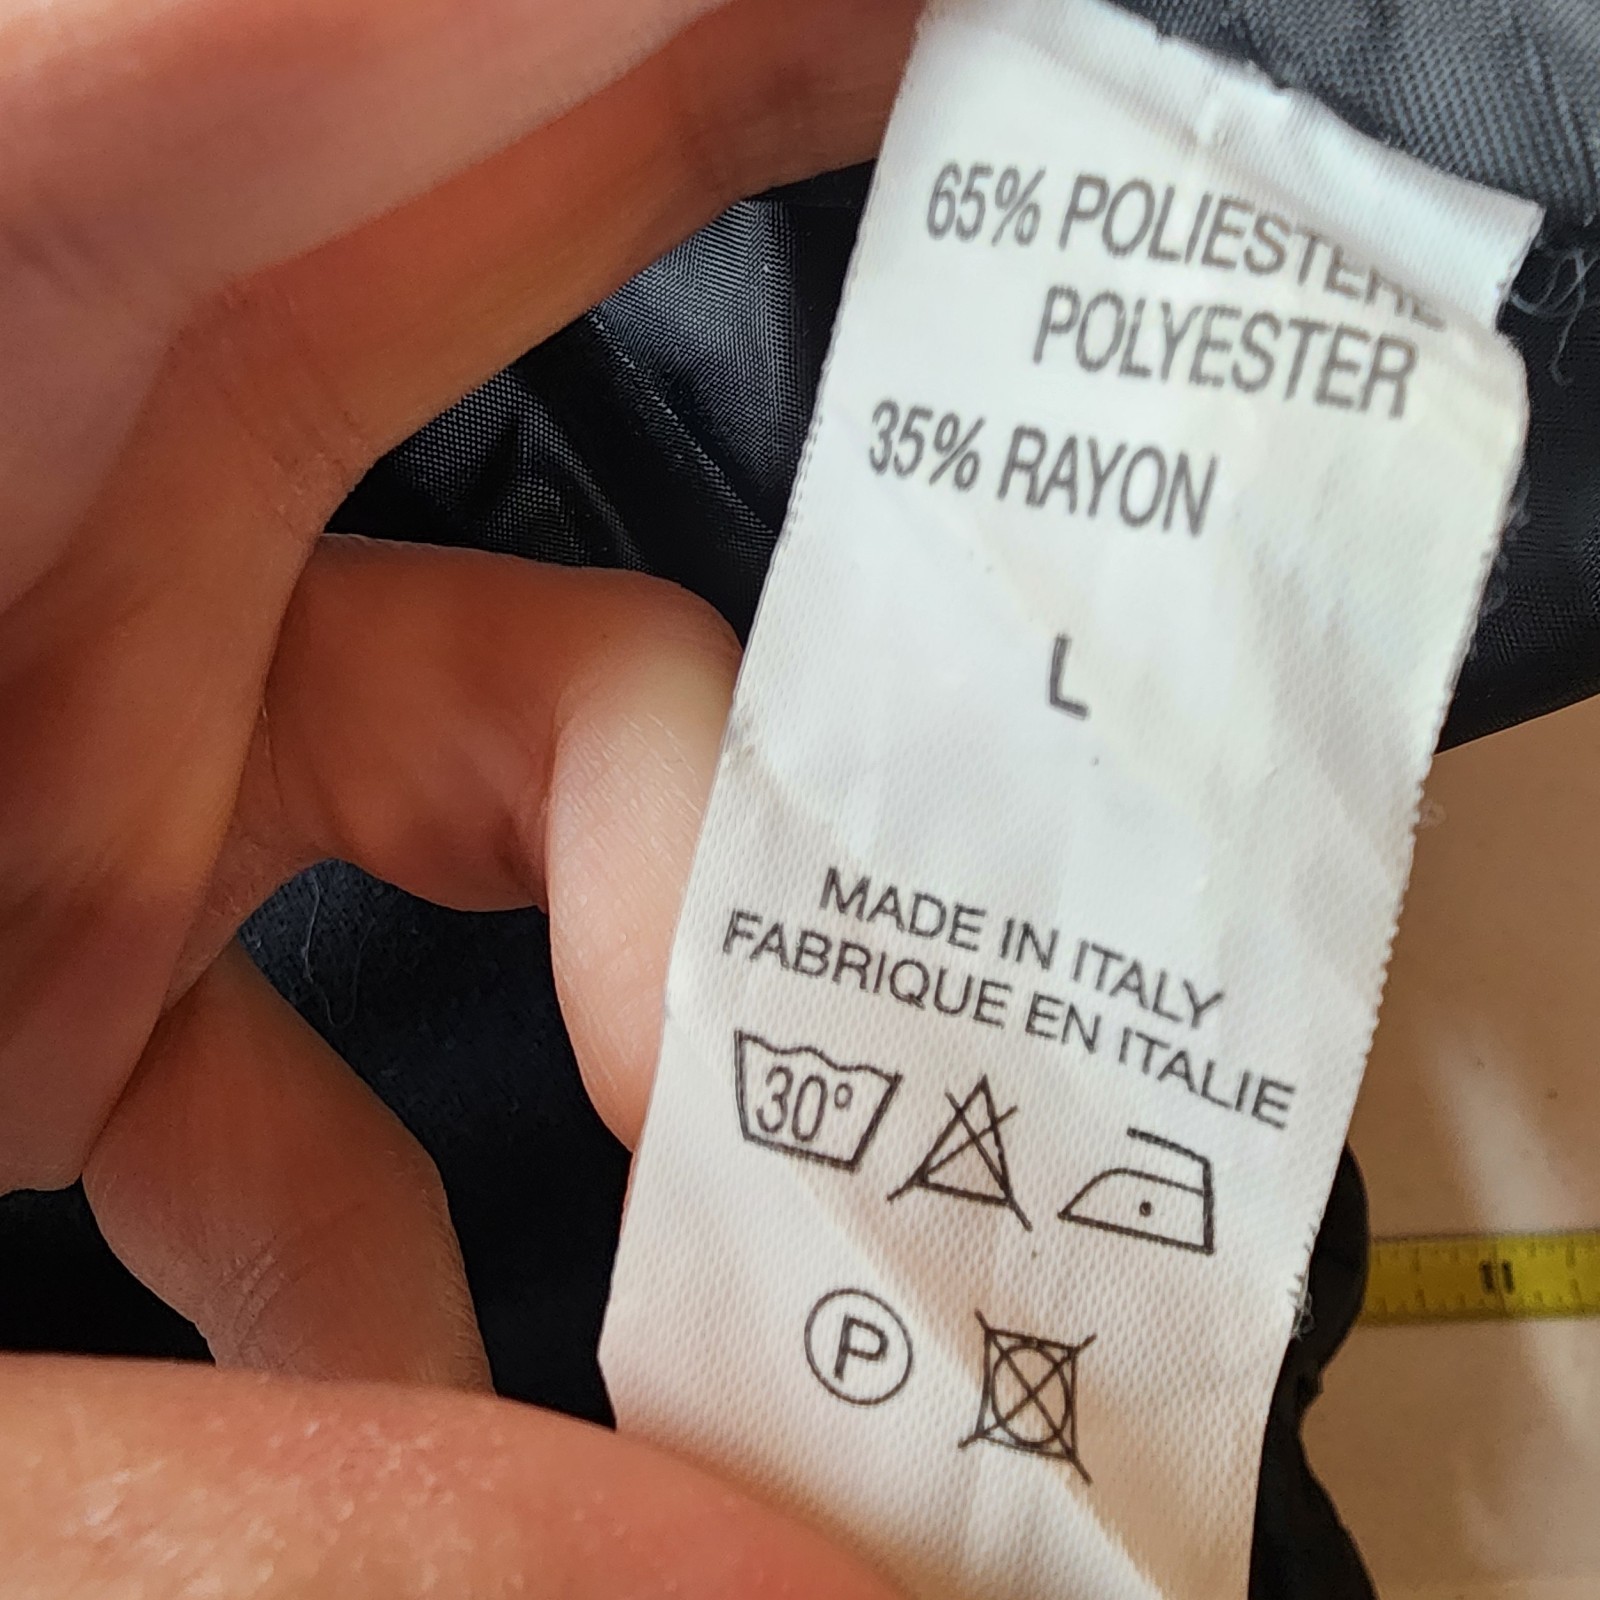 65% POLIESTERE
POLYESTER
35% RAYON
L
MADE IN ITALY
FABRIQUE EN ITALIE
30°
P